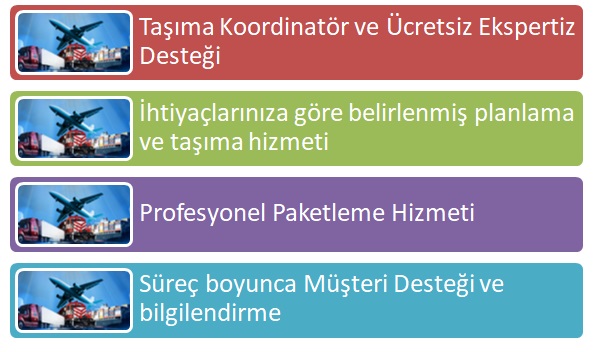 Taşıma Koordinatör ve Ücretsiz Ekspertiz
Desteği
İhtiyaçlarınıza göre belirlenmiş planlama
ve taşıma hizmeti
Profesyonel Paketleme Hizmeti
Süreç boyunca Müşteri Desteği ve
bilgilendirme